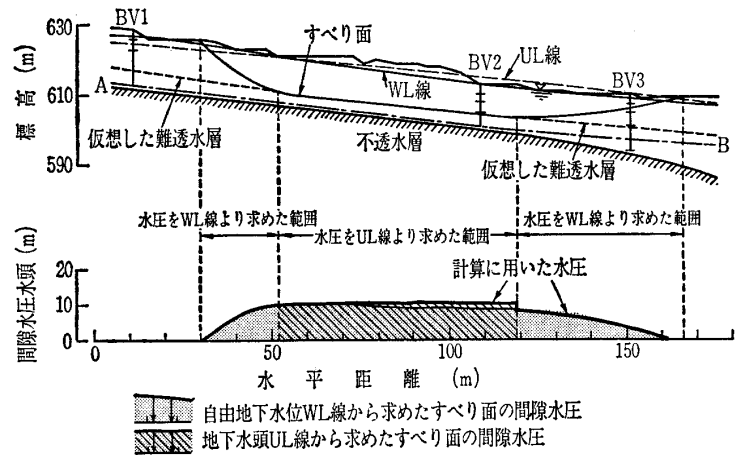 630
610
590
標高 (m)
BV1
すべり面
BV2
UL線
WL線
BV3
A
B
仮想した難透水層
不透水層
仮想した難透水層
水圧をWL線より求めた範囲
水圧をUL線より求めた範囲
水圧をWL線より求めた範囲
計算に用いた水圧
間隙水圧水頭 (m)
20
10
0
0
50
100
150
水平距離 (m)
自由地下水位WL線から求めたすべり面の間隙水圧
地下水頭UL線から求めたすべり面の間隙水圧